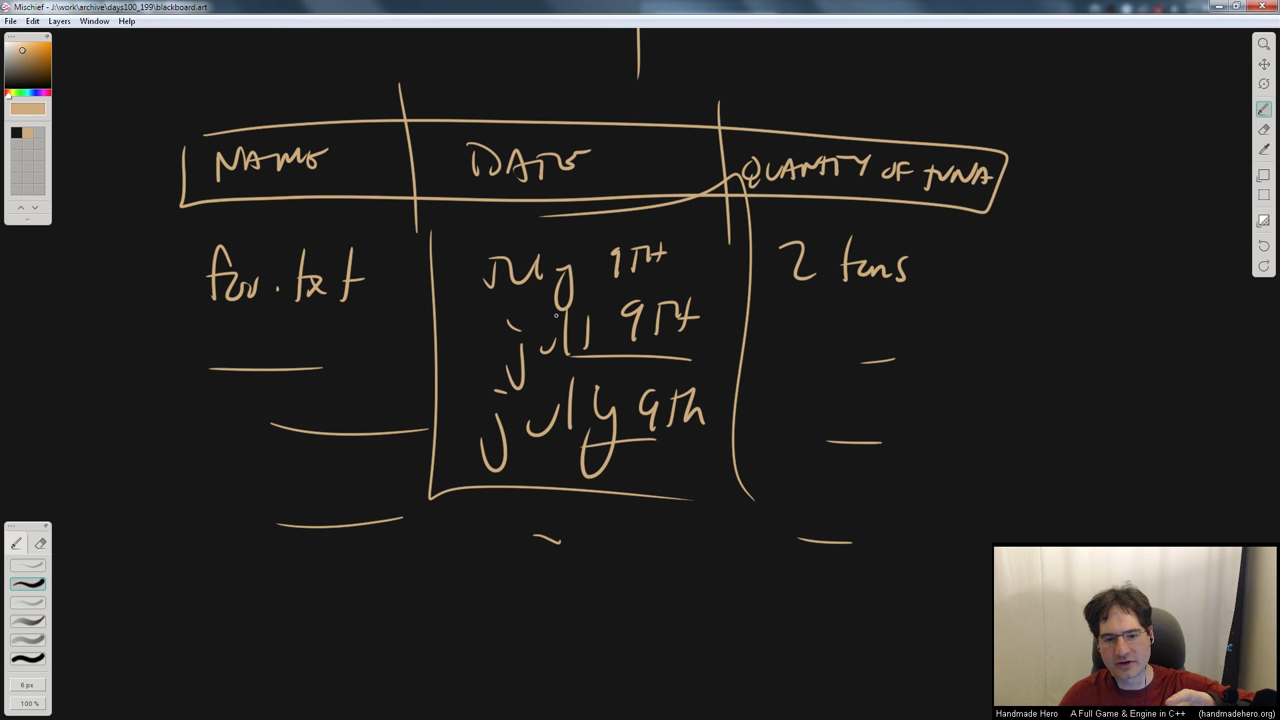 Mischief - J:\work\archive\days100_199\blackboard.art
File Edit Layers Window Help
NAME DATE QUANTITY OF TUNA
foo.txt July 9TH 2 tons
july 9TH
july 9th
6 px
100 %
Handmade Hero A Full Game & Engine in C++ (handmadehero.org)